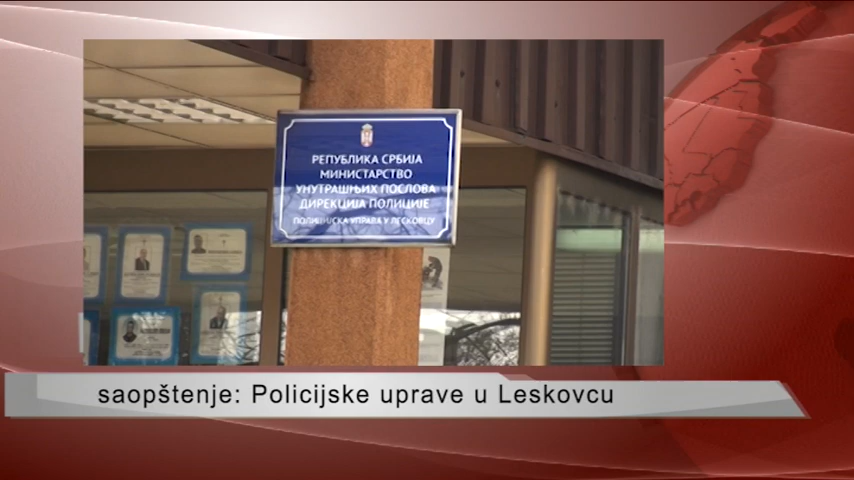 РЕПУБЛИКА СРБИЈА
МИНИСТАРСТВО
УНУТРАШЊИХ ПОСЛОВА
ДИРЕКЦИЈА ПОЛИЦИЈЕ
ПОЛИЦИЈСКА УПРАВА У ЛЕСКОВЦУ
saopštenje: Policijske uprave u Leskovcu